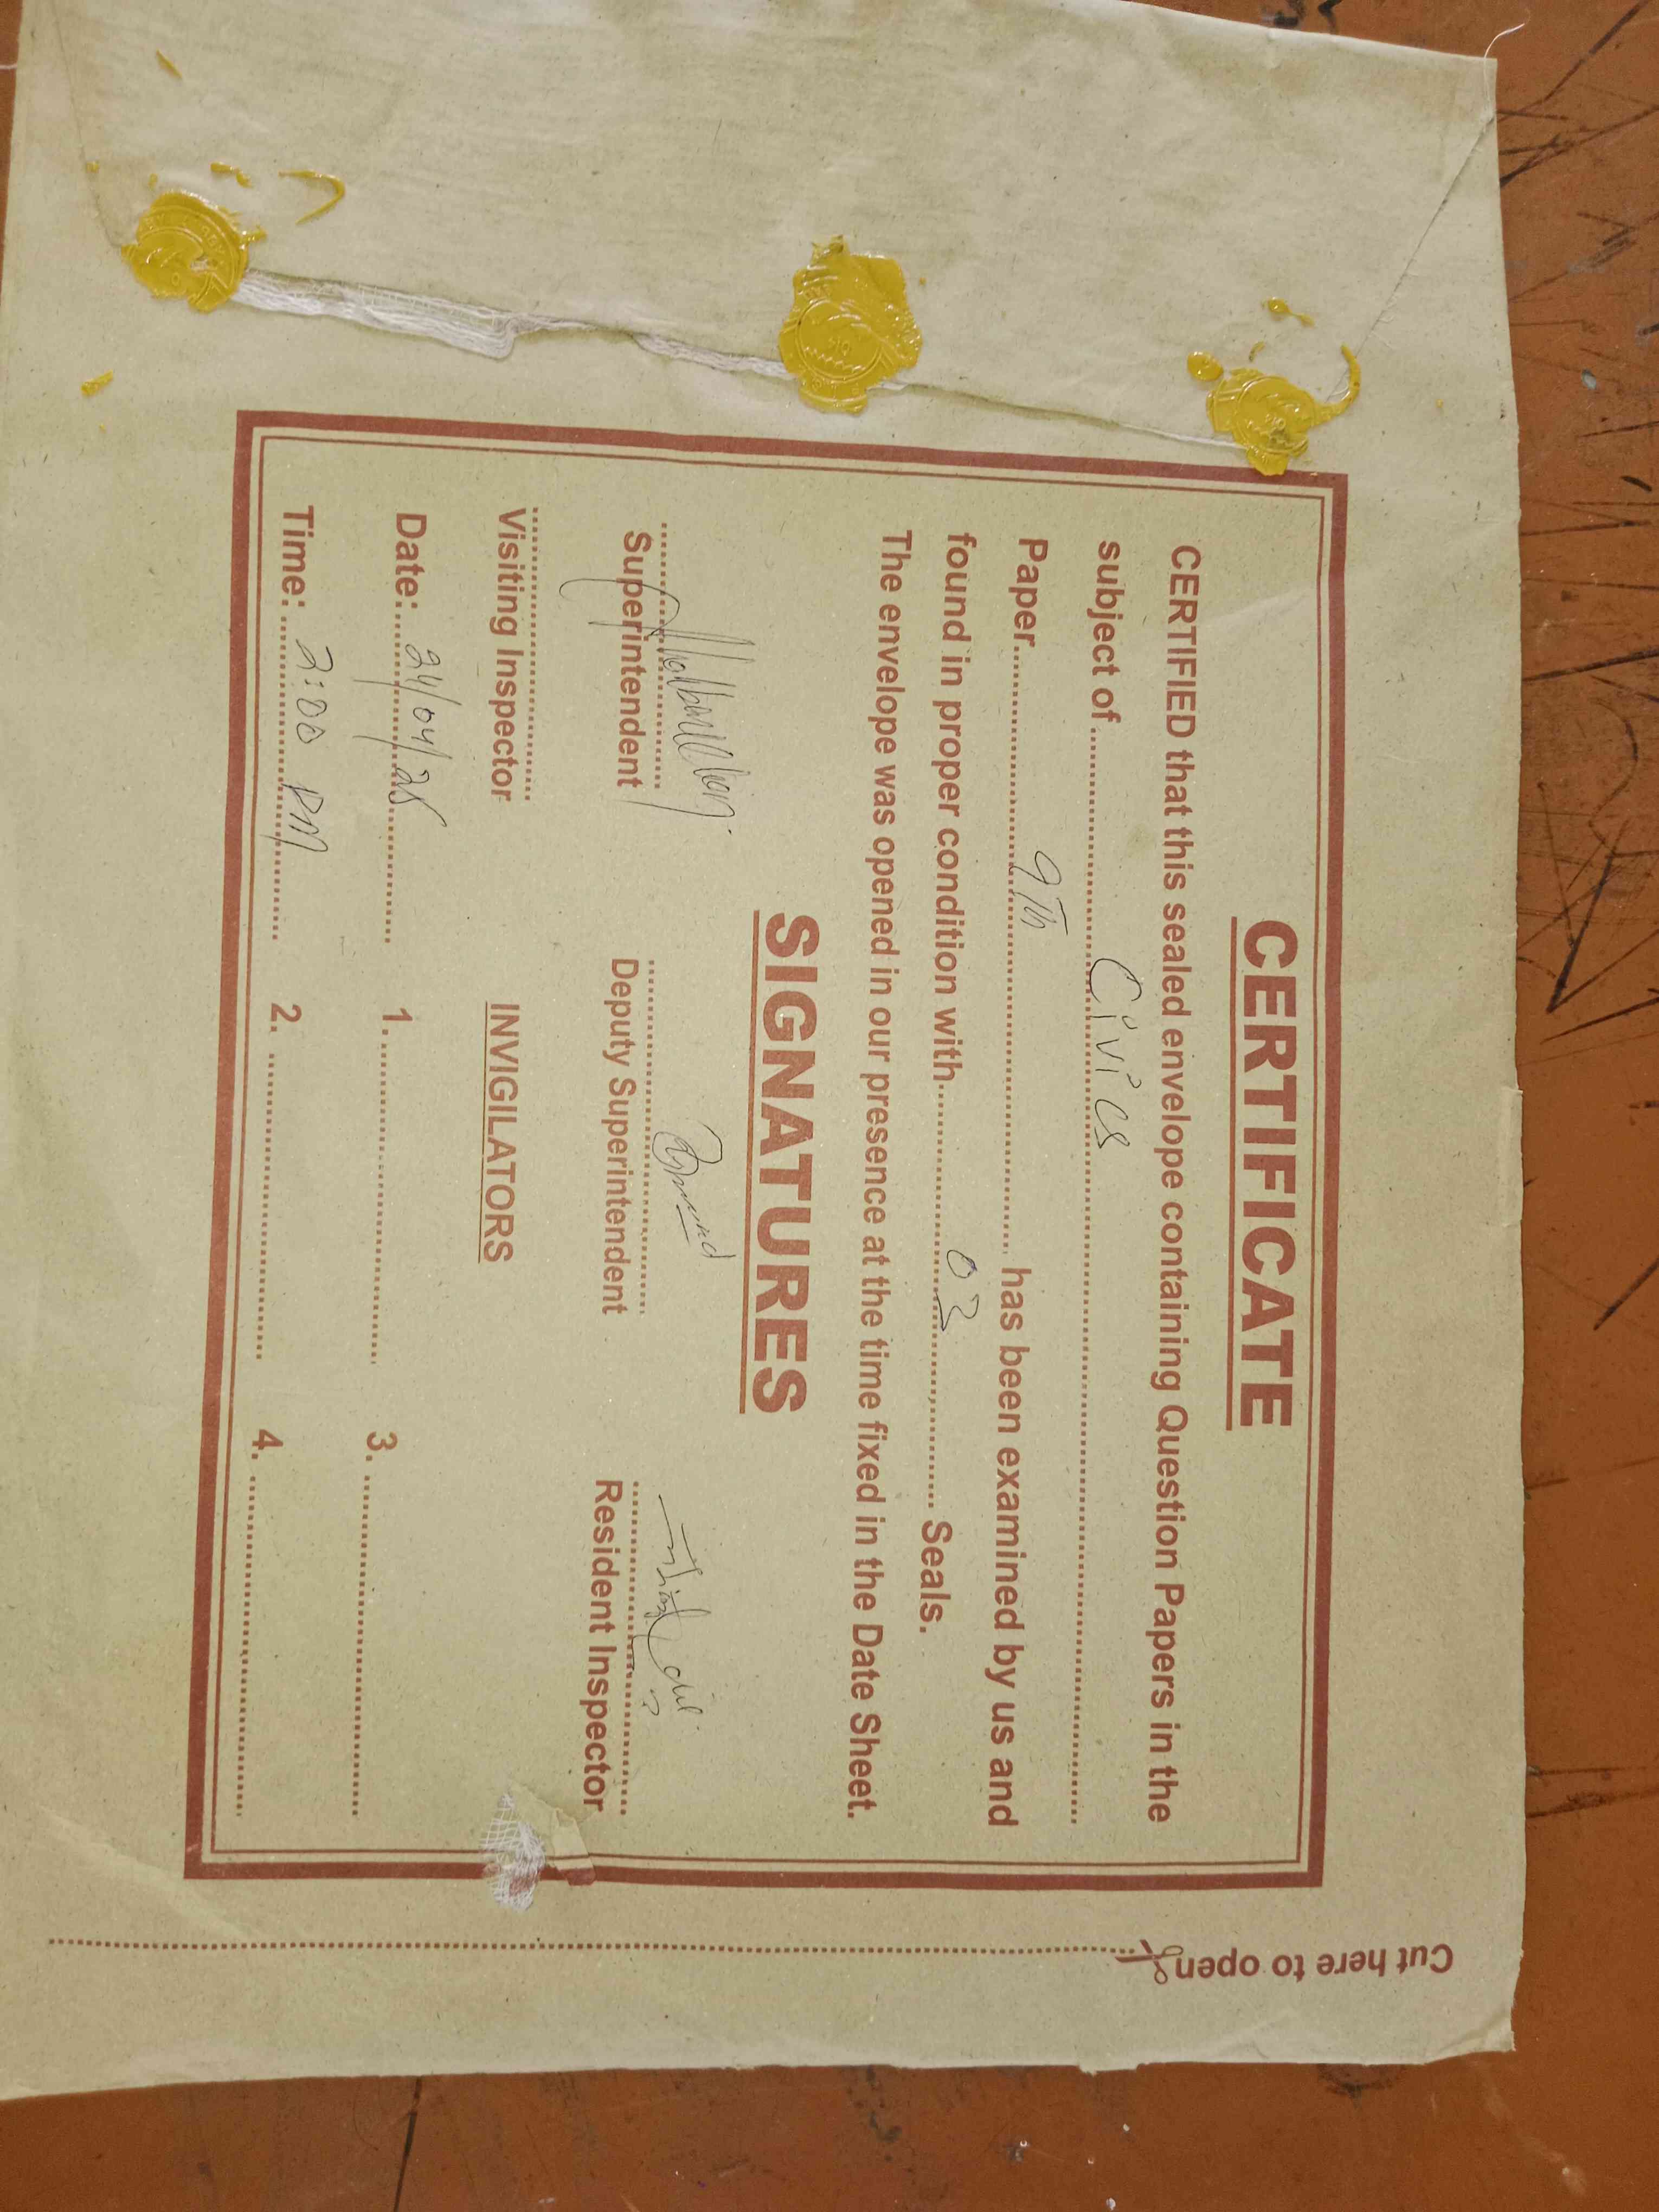 CERTIFICATE
CERTIFIED that this sealed envelope containing Question Papers in the
subject of Civics
Paper 9Th has been examined by us and
found in proper condition with 03 Seals.
The envelope was opened in our presence at the time fixed in the Date Sheet.
SIGNATURES
Superintendent Deputy Superintendent Resident Inspector
Visiting Inspector INVIGILATORS
Date: 24/04/25 1. 3.
Time: 2:00 PM 2. 4.
Cut here to open